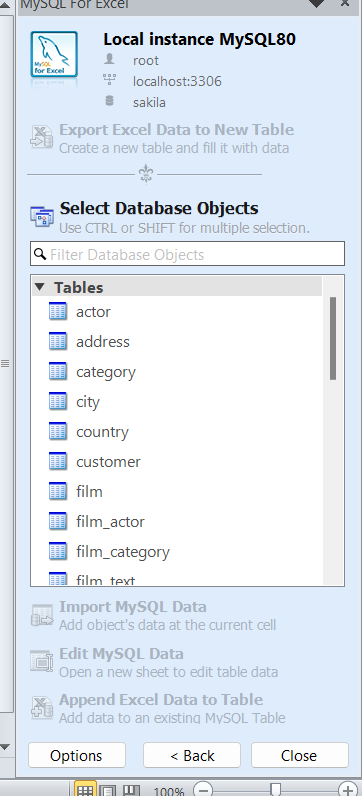 MySQL For Excel
MySQL
for Excel
Local instance MySQL80
root
localhost:3306
sakila
Export Excel Data to New Table
Create a new table and fill it with data
Select Database Objects
Use CTRL or SHIFT for multiple selection.
Filter Database Objects
Tables
actor
address
category
city
country
customer
film
film_actor
film_category
film_text
Import MySQL Data
Add object's data at the current cell
Edit MySQL Data
Open a new sheet to edit table data
Append Excel Data to Table
Add data to an existing MySQL Table
Options
< Back
Close
100%